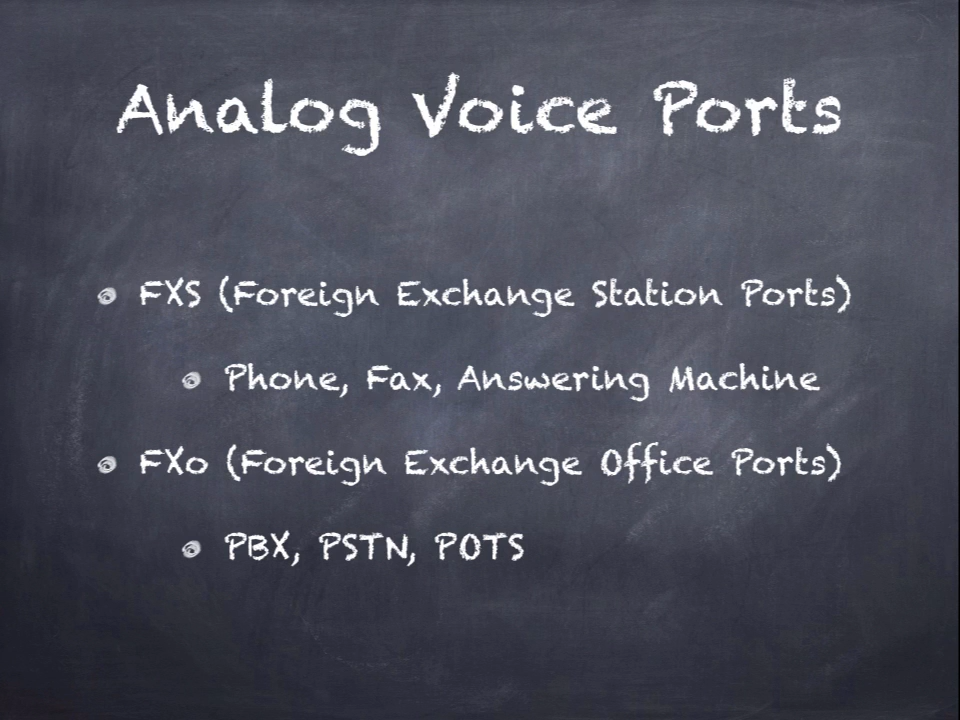 Analog Voice Ports
FXS (Foreign Exchange Station Ports)
Phone, Fax, Answering Machine
FXo (Foreign Exchange Office Ports)
PBX, PSTN, POTS